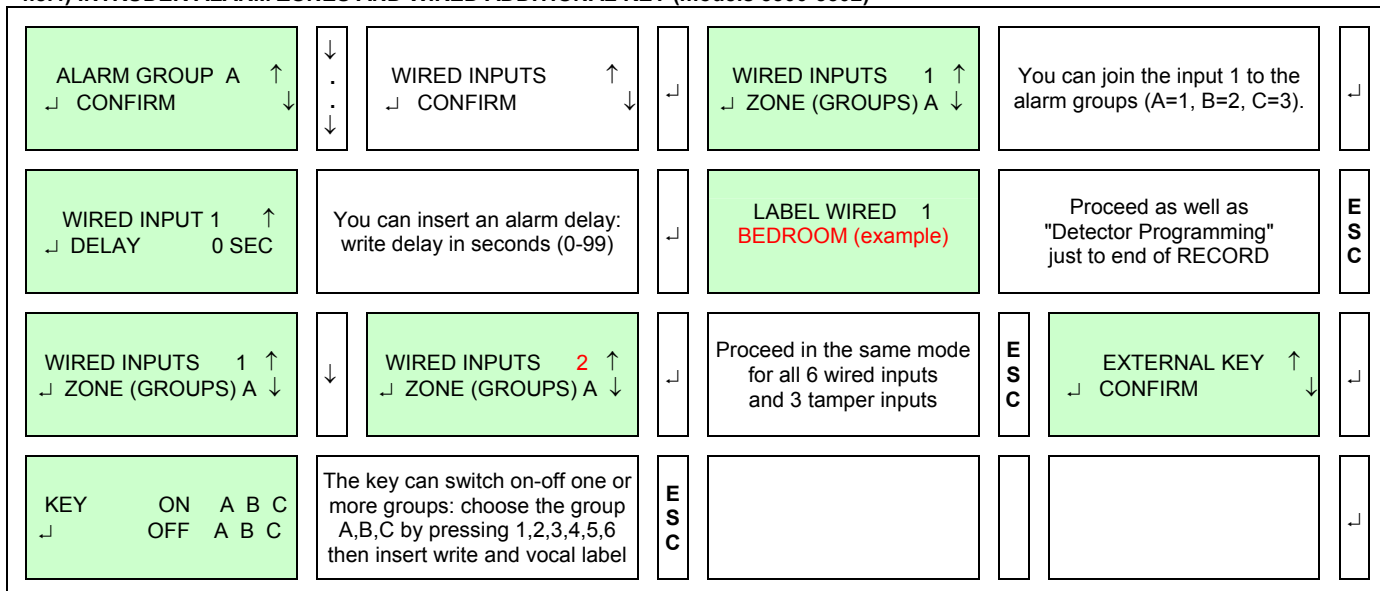 ALARM GROUP A ↑
↵ CONFIRM ↓
↓
.
.
↓
WIRED INPUTS ↑
↵ CONFIRM ↓
↵
WIRED INPUTS 1 ↑
↵ ZONE (GROUPS) A ↓
You can join the input 1 to the
alarm groups (A=1, B=2, C=3).
↵
WIRED INPUT 1 ↑
↵ DELAY 0 SEC
You can insert an alarm delay:
write delay in seconds (0-99)
↵
LABEL WIRED 1
BEDROOM (example)
Proceed as well as
"Detector Programming"
just to end of RECORD
E
S
C
WIRED INPUTS 1 ↑
↵ ZONE (GROUPS) A ↓
↓
WIRED INPUTS 2 ↑
↵ ZONE (GROUPS) A ↓
↵
Proceed in the same mode
for all 6 wired inputs
and 3 tamper inputs
E
S
C
EXTERNAL KEY ↑
↵ CONFIRM ↓
↵
KEY ON A B C
↵ OFF A B C
The key can switch on-off one or
more groups: choose the group
A,B,C by pressing 1,2,3,4,5,6
then insert write and vocal label
E
S
C
↵